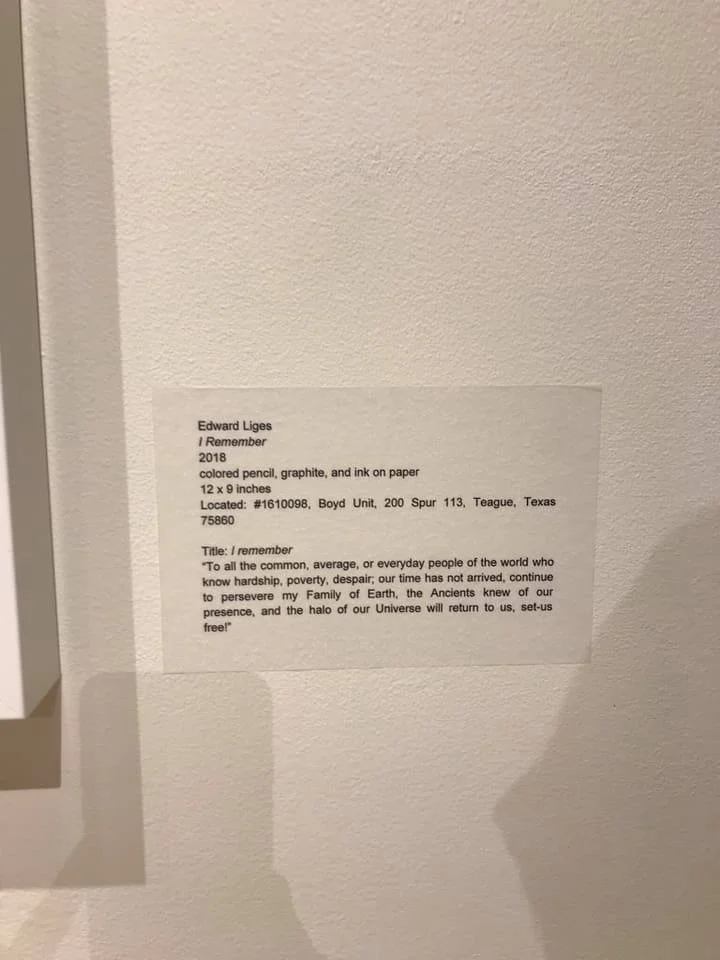 Edward Liges
I Remember
2018
colored pencil, graphite, and ink on paper
12 x 9 inches
Located: #1610098, Boyd Unit, 200 Spur 113, Teague, Texas
75860
Title: I remember
"To all the common, average, or everyday people of the world who
know hardship, poverty, despair; our time has not arrived, continue
to persevere my Family of Earth, the Ancients knew of our
presence, and the halo of our Universe will return to us, set-us
free!"